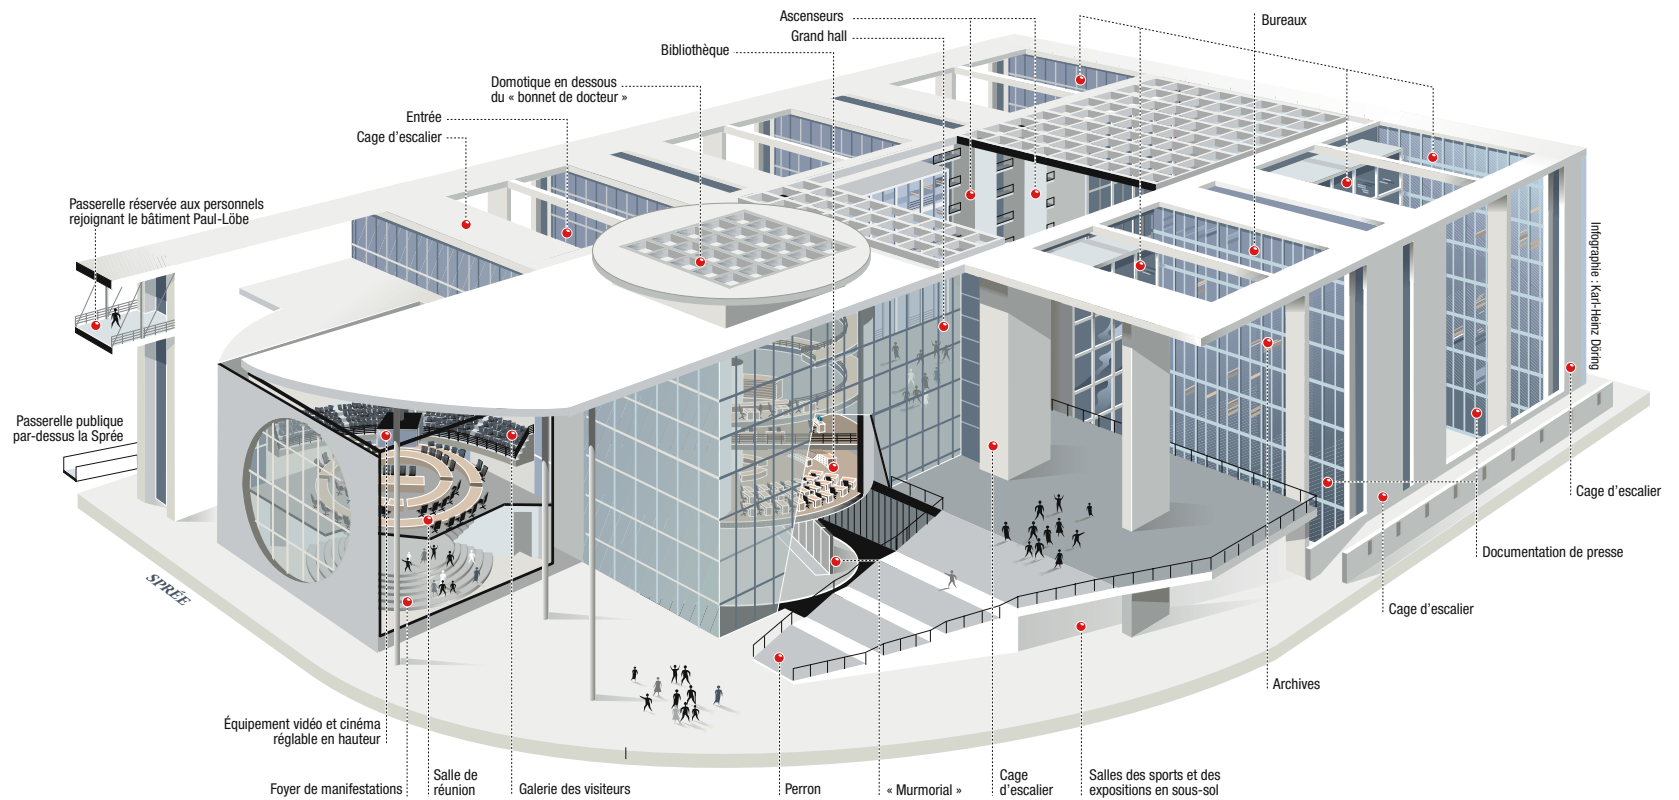 Ascenseurs
Grand hall
Bureaux
Bibliothèque
Domotique en dessous
du « bonnet de docteur »
Entrée
Cage d'escalier
Passerelle réservée aux personnels
rejoignant le bâtiment Paul-Löbe
Infographie : Karl-Heinz Döring
Passerelle publique
par-dessus la Sprée
Cage d'escalier
Documentation de presse
SPRÉE
Cage d'escalier
Archives
Équipement vidéo et cinéma
réglable en hauteur
Foyer de manifestations
Salle de
réunion
Galerie des visiteurs
Perron
« Murmorial »
Cage
d'escalier
Salles des sports et des
expositions en sous-sol